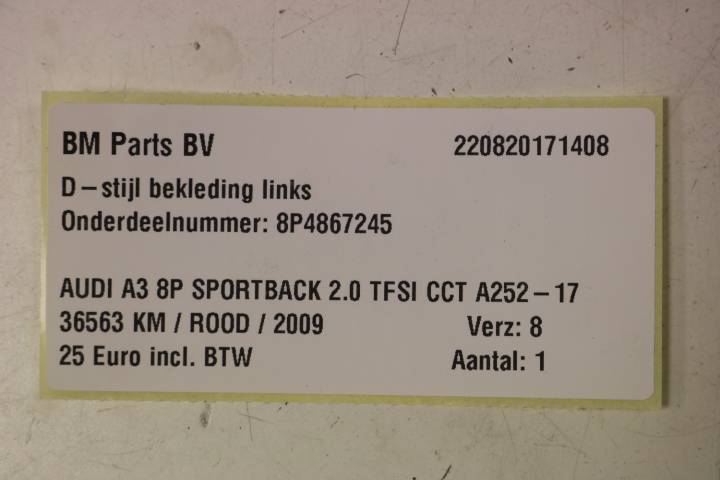 BM Parts BV 220820171408
D-stijl bekleding links
Onderdeelnummer: 8P4867245
AUDI A3 8P SPORTBACK 2.0 TFSI CCT A252-17
36563 KM / ROOD / 2009 Verz: 8
25 Euro incl. BTW Aantal: 1